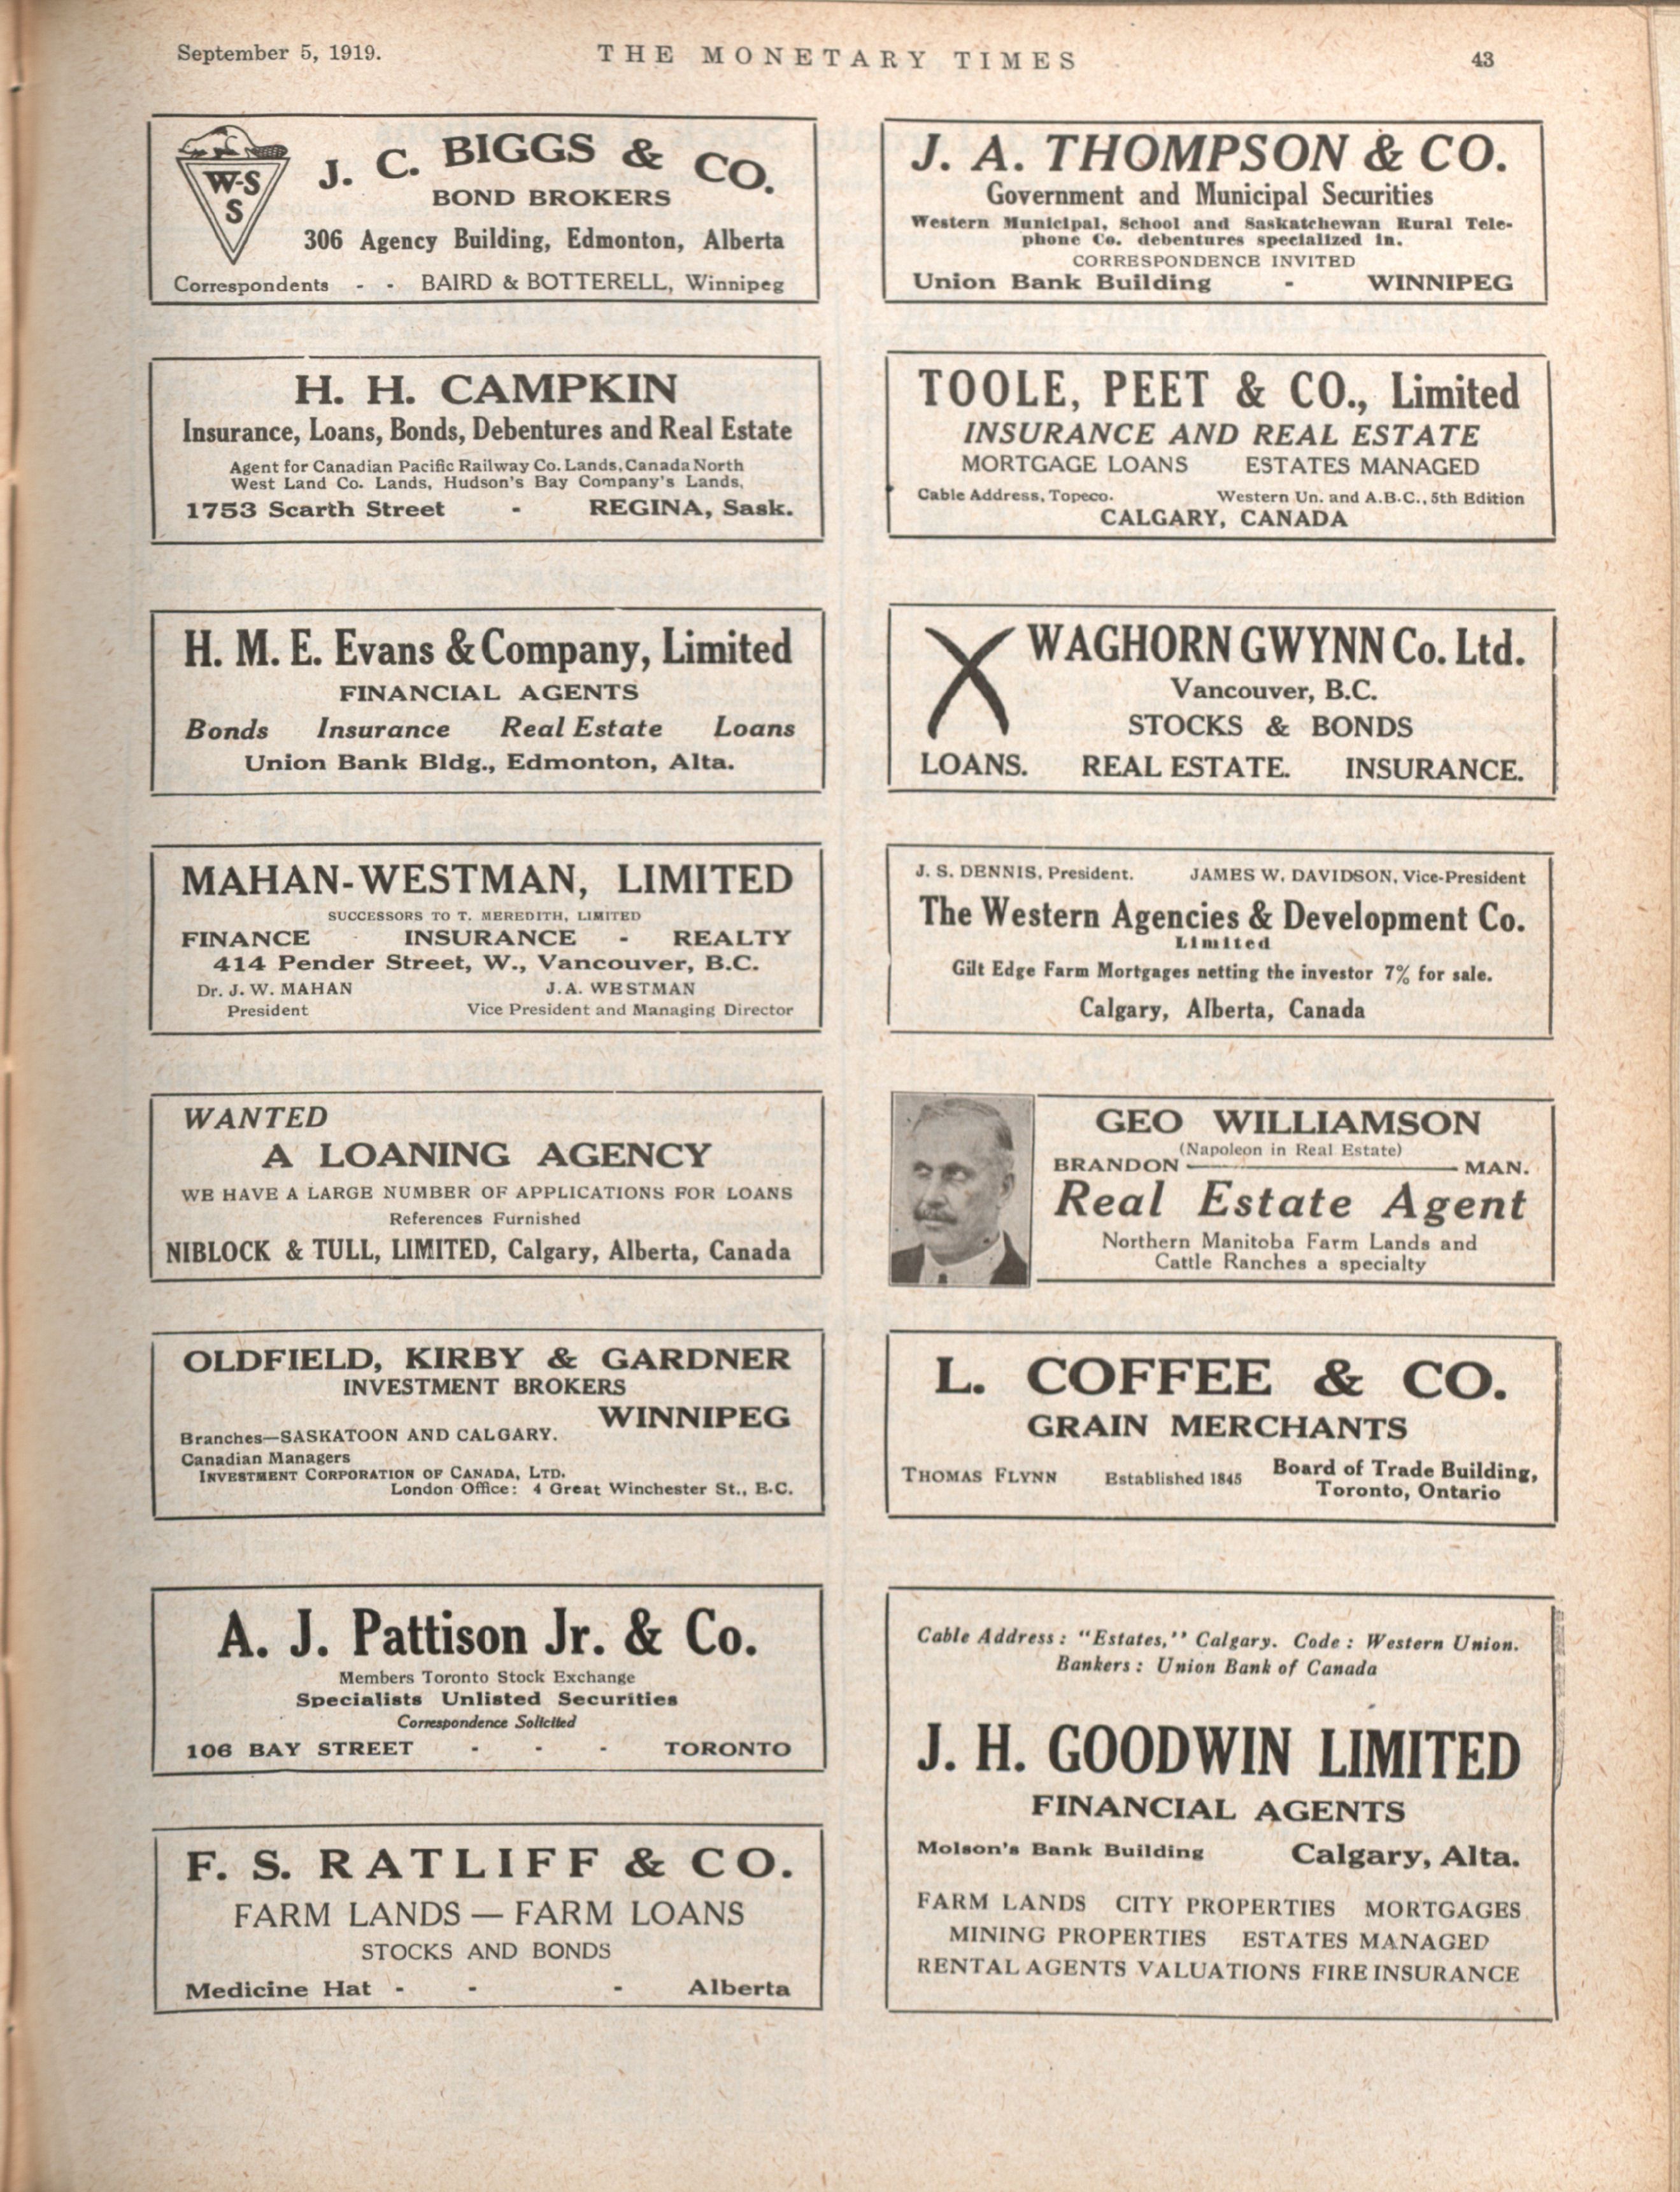 September 5, 1919.
THE MONETARY TIMES
43
W-S
S
J. C. BIGGS & CO.
BOND BROKERS
306 Agency Building, Edmonton, Alberta
Correspondents - - BAIRD & BOTTERELL, Winnipeg
H. H. CAMPKIN
Insurance, Loans, Bonds, Debentures and Real Estate
Agent for Canadian Pacific Railway Co. Lands, Canada North
West Land Co. Lands, Hudson's Bay Company's Lands,
1753 Scarth Street - REGINA, Sask.
H. M. E. Evans & Company, Limited
FINANCIAL AGENTS
Bonds Insurance Real Estate Loans
Union Bank Bldg., Edmonton, Alta.
MAHAN-WESTMAN, LIMITED
SUCCESSORS TO T. MEREDITH, LIMITED
FINANCE INSURANCE - REALTY
414 Pender Street, W., Vancouver, B.C.
Dr. J. W. MAHAN J. A. WESTMAN
President Vice President and Managing Director
WANTED
A LOANING AGENCY
WE HAVE A LARGE NUMBER OF APPLICATIONS FOR LOANS
References Furnished
NIBLOCK & TULL, LIMITED, Calgary, Alberta, Canada
OLDFIELD, KIRBY & GARDNER
INVESTMENT BROKERS
WINNIPEG
Branches—SASKATOON AND CALGARY.
Canadian Managers
INVESTMENT CORPORATION OF CANADA, LTD.
London Office: 4 Great Winchester St., E.C.
A. J. Pattison Jr. & Co.
Members Toronto Stock Exchange
Specialists Unlisted Securities
Correspondence Solicited
106 BAY STREET - - - TORONTO
F. S. RATLIFF & CO.
FARM LANDS — FARM LOANS
STOCKS AND BONDS
Medicine Hat - - - Alberta
J. A. THOMPSON & CO.
Government and Municipal Securities
Western Municipal, School and Saskatchewan Rural Tele-
phone Co. debentures specialized in.
CORRESPONDENCE INVITED
Union Bank Building - WINNIPEG
TOOLE, PEET & CO., Limited
INSURANCE AND REAL ESTATE
MORTGAGE LOANS ESTATES MANAGED
Cable Address, Topeco. Western Un. and A.B.C., 5th Edition
CALGARY, CANADA
WAGHORN GWYNN Co. Ltd.
Vancouver, B.C.
STOCKS & BONDS
LOANS. REAL ESTATE. INSURANCE.
J. S. DENNIS, President. JAMES W. DAVIDSON, Vice-President
The Western Agencies & Development Co.
Limited
Gilt Edge Farm Mortgages netting the investor 7% for sale.
Calgary, Alberta, Canada
GEO WILLIAMSON
(Napoleon in Real Estate)
BRANDON MAN.
Real Estate Agent
Northern Manitoba Farm Lands and
Cattle Ranches a specialty
L. COFFEE & CO.
GRAIN MERCHANTS
THOMAS FLYNN Established 1845 Board of Trade Building,
Toronto, Ontario
Cable Address: "Estates," Calgary. Code: Western Union.
Bankers: Union Bank of Canada
J. H. GOODWIN LIMITED
FINANCIAL AGENTS
Molson's Bank Building Calgary, Alta.
FARM LANDS CITY PROPERTIES MORTGAGES
MINING PROPERTIES ESTATES MANAGED
RENTAL AGENTS VALUATIONS FIRE INSURANCE